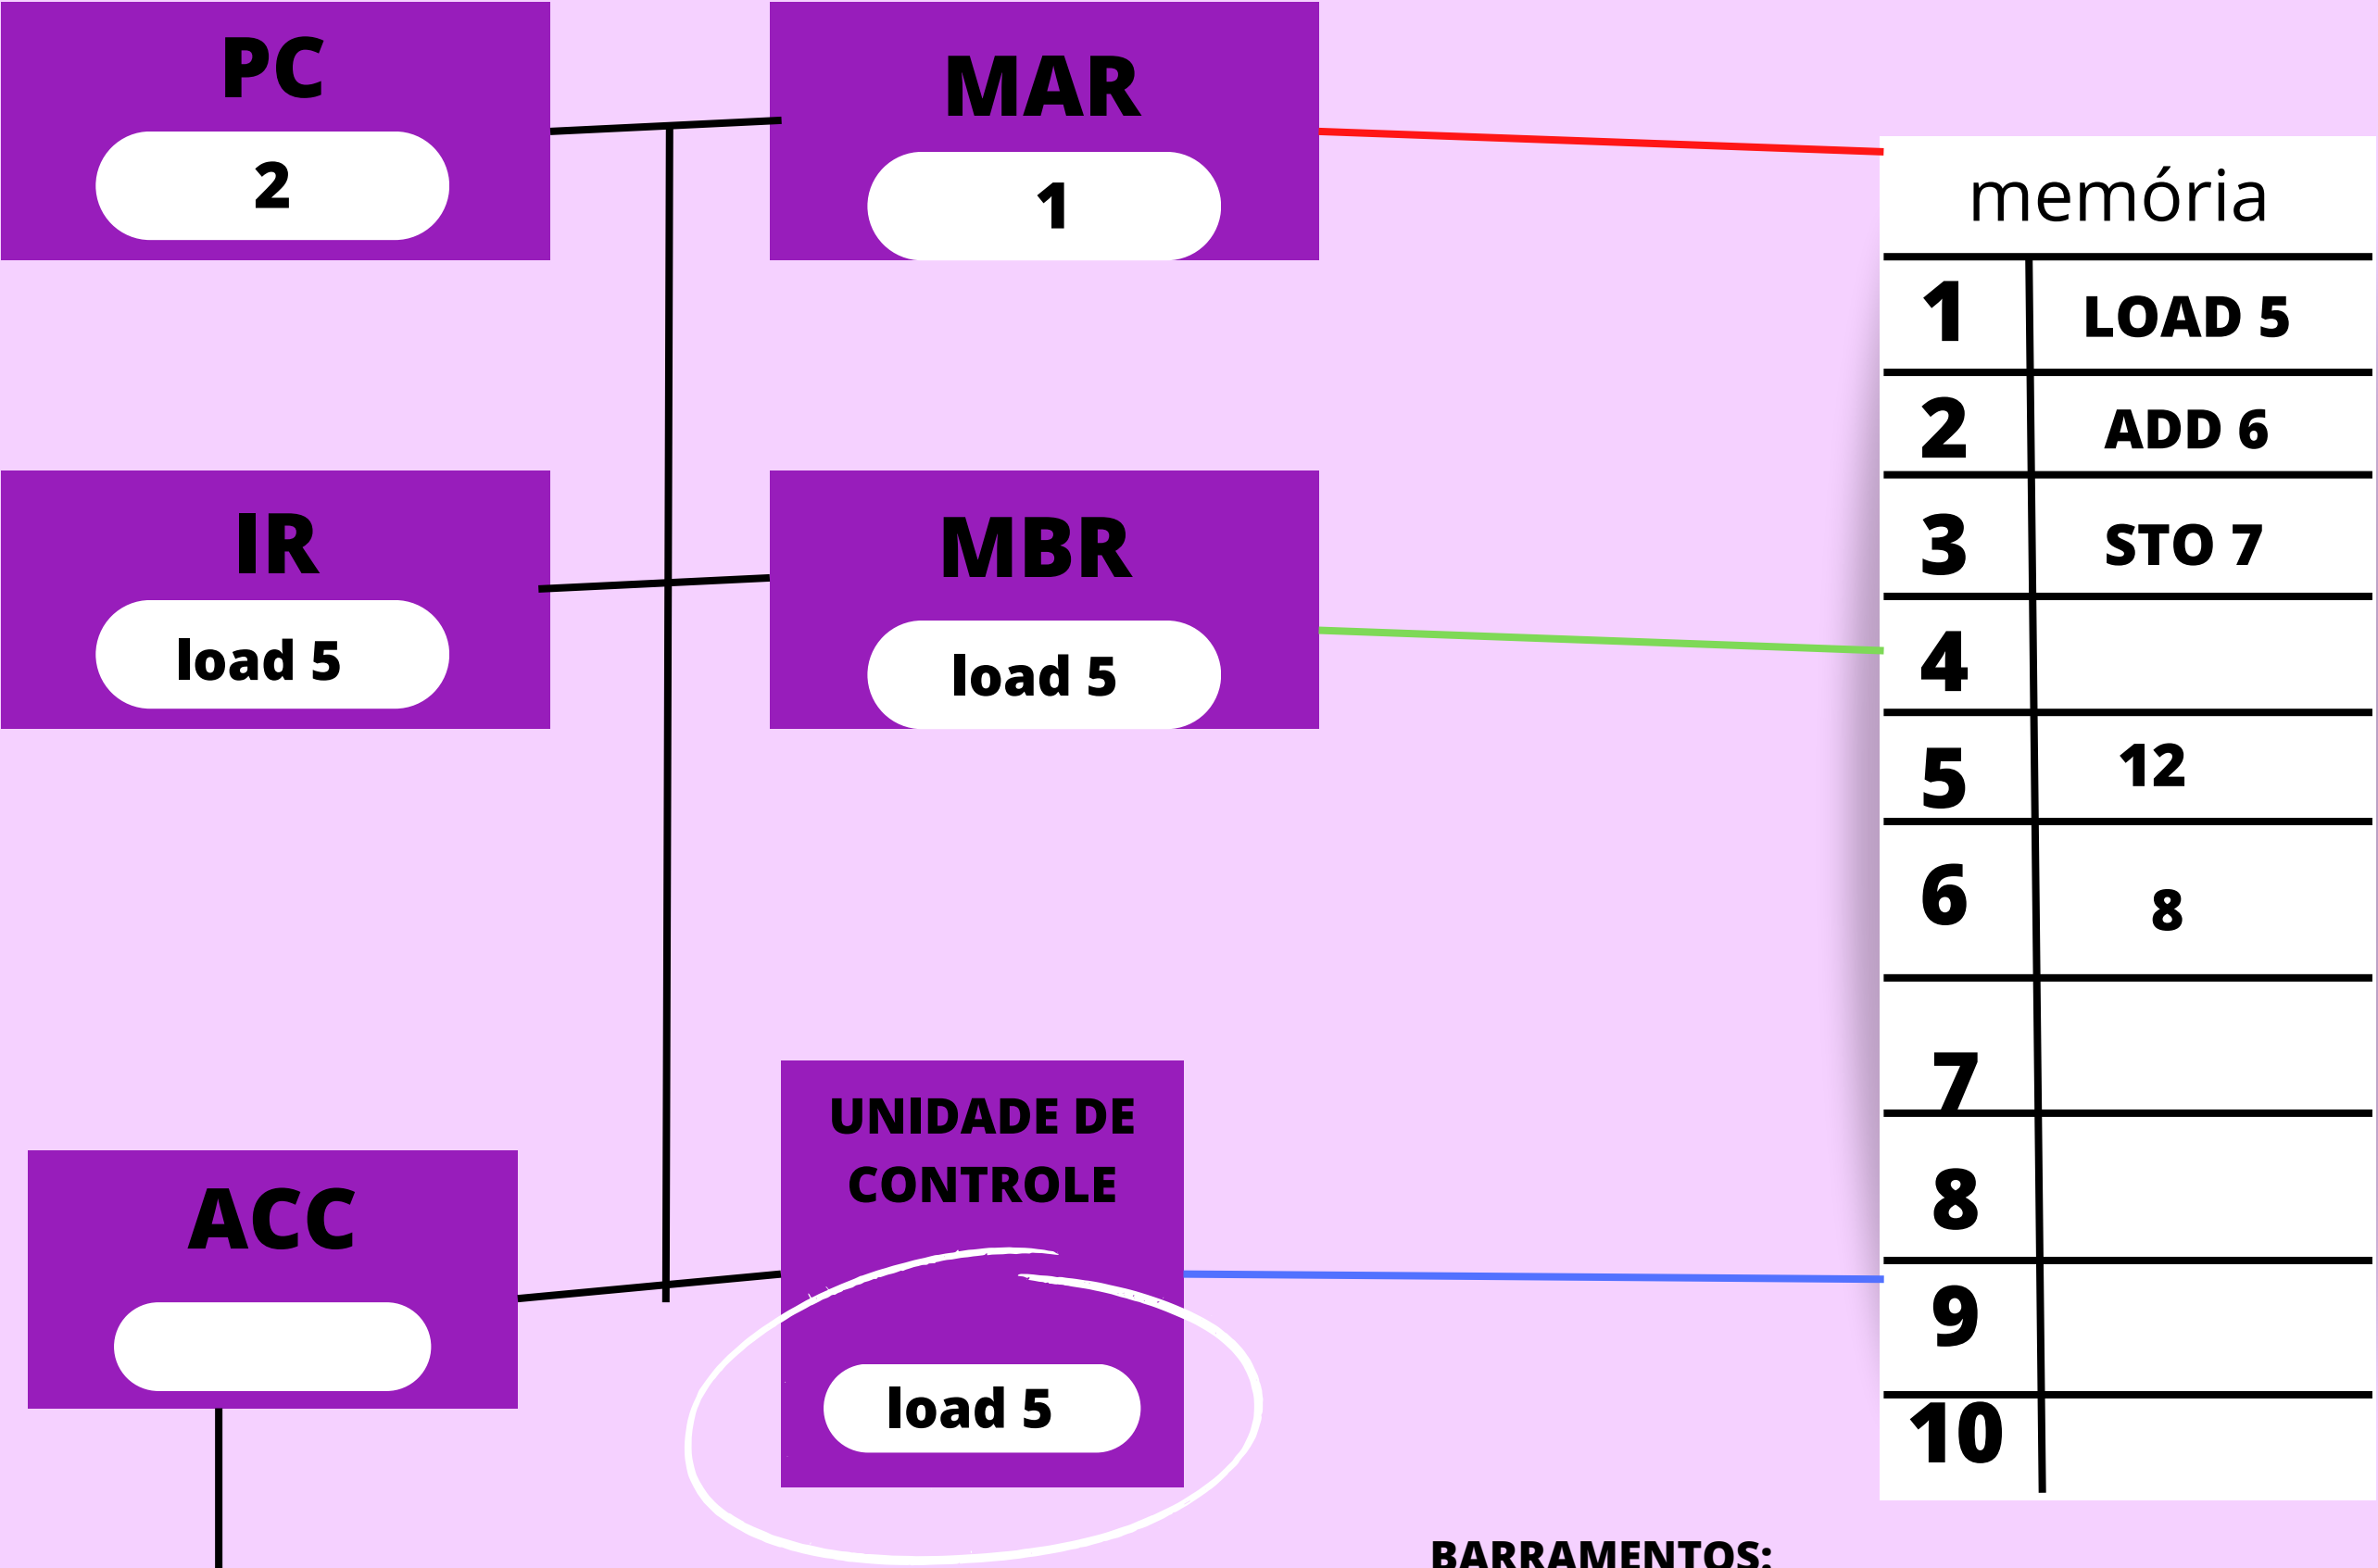 PC
2
MAR
1
IR
load 5
MBR
load 5
ACC
UNIDADE DE
CONTROLE
load 5
memória
1 LOAD 5
2 ADD 6
3 STO 7
4
5 12
6 8
7
8
9
10
BARRAMENTOS: